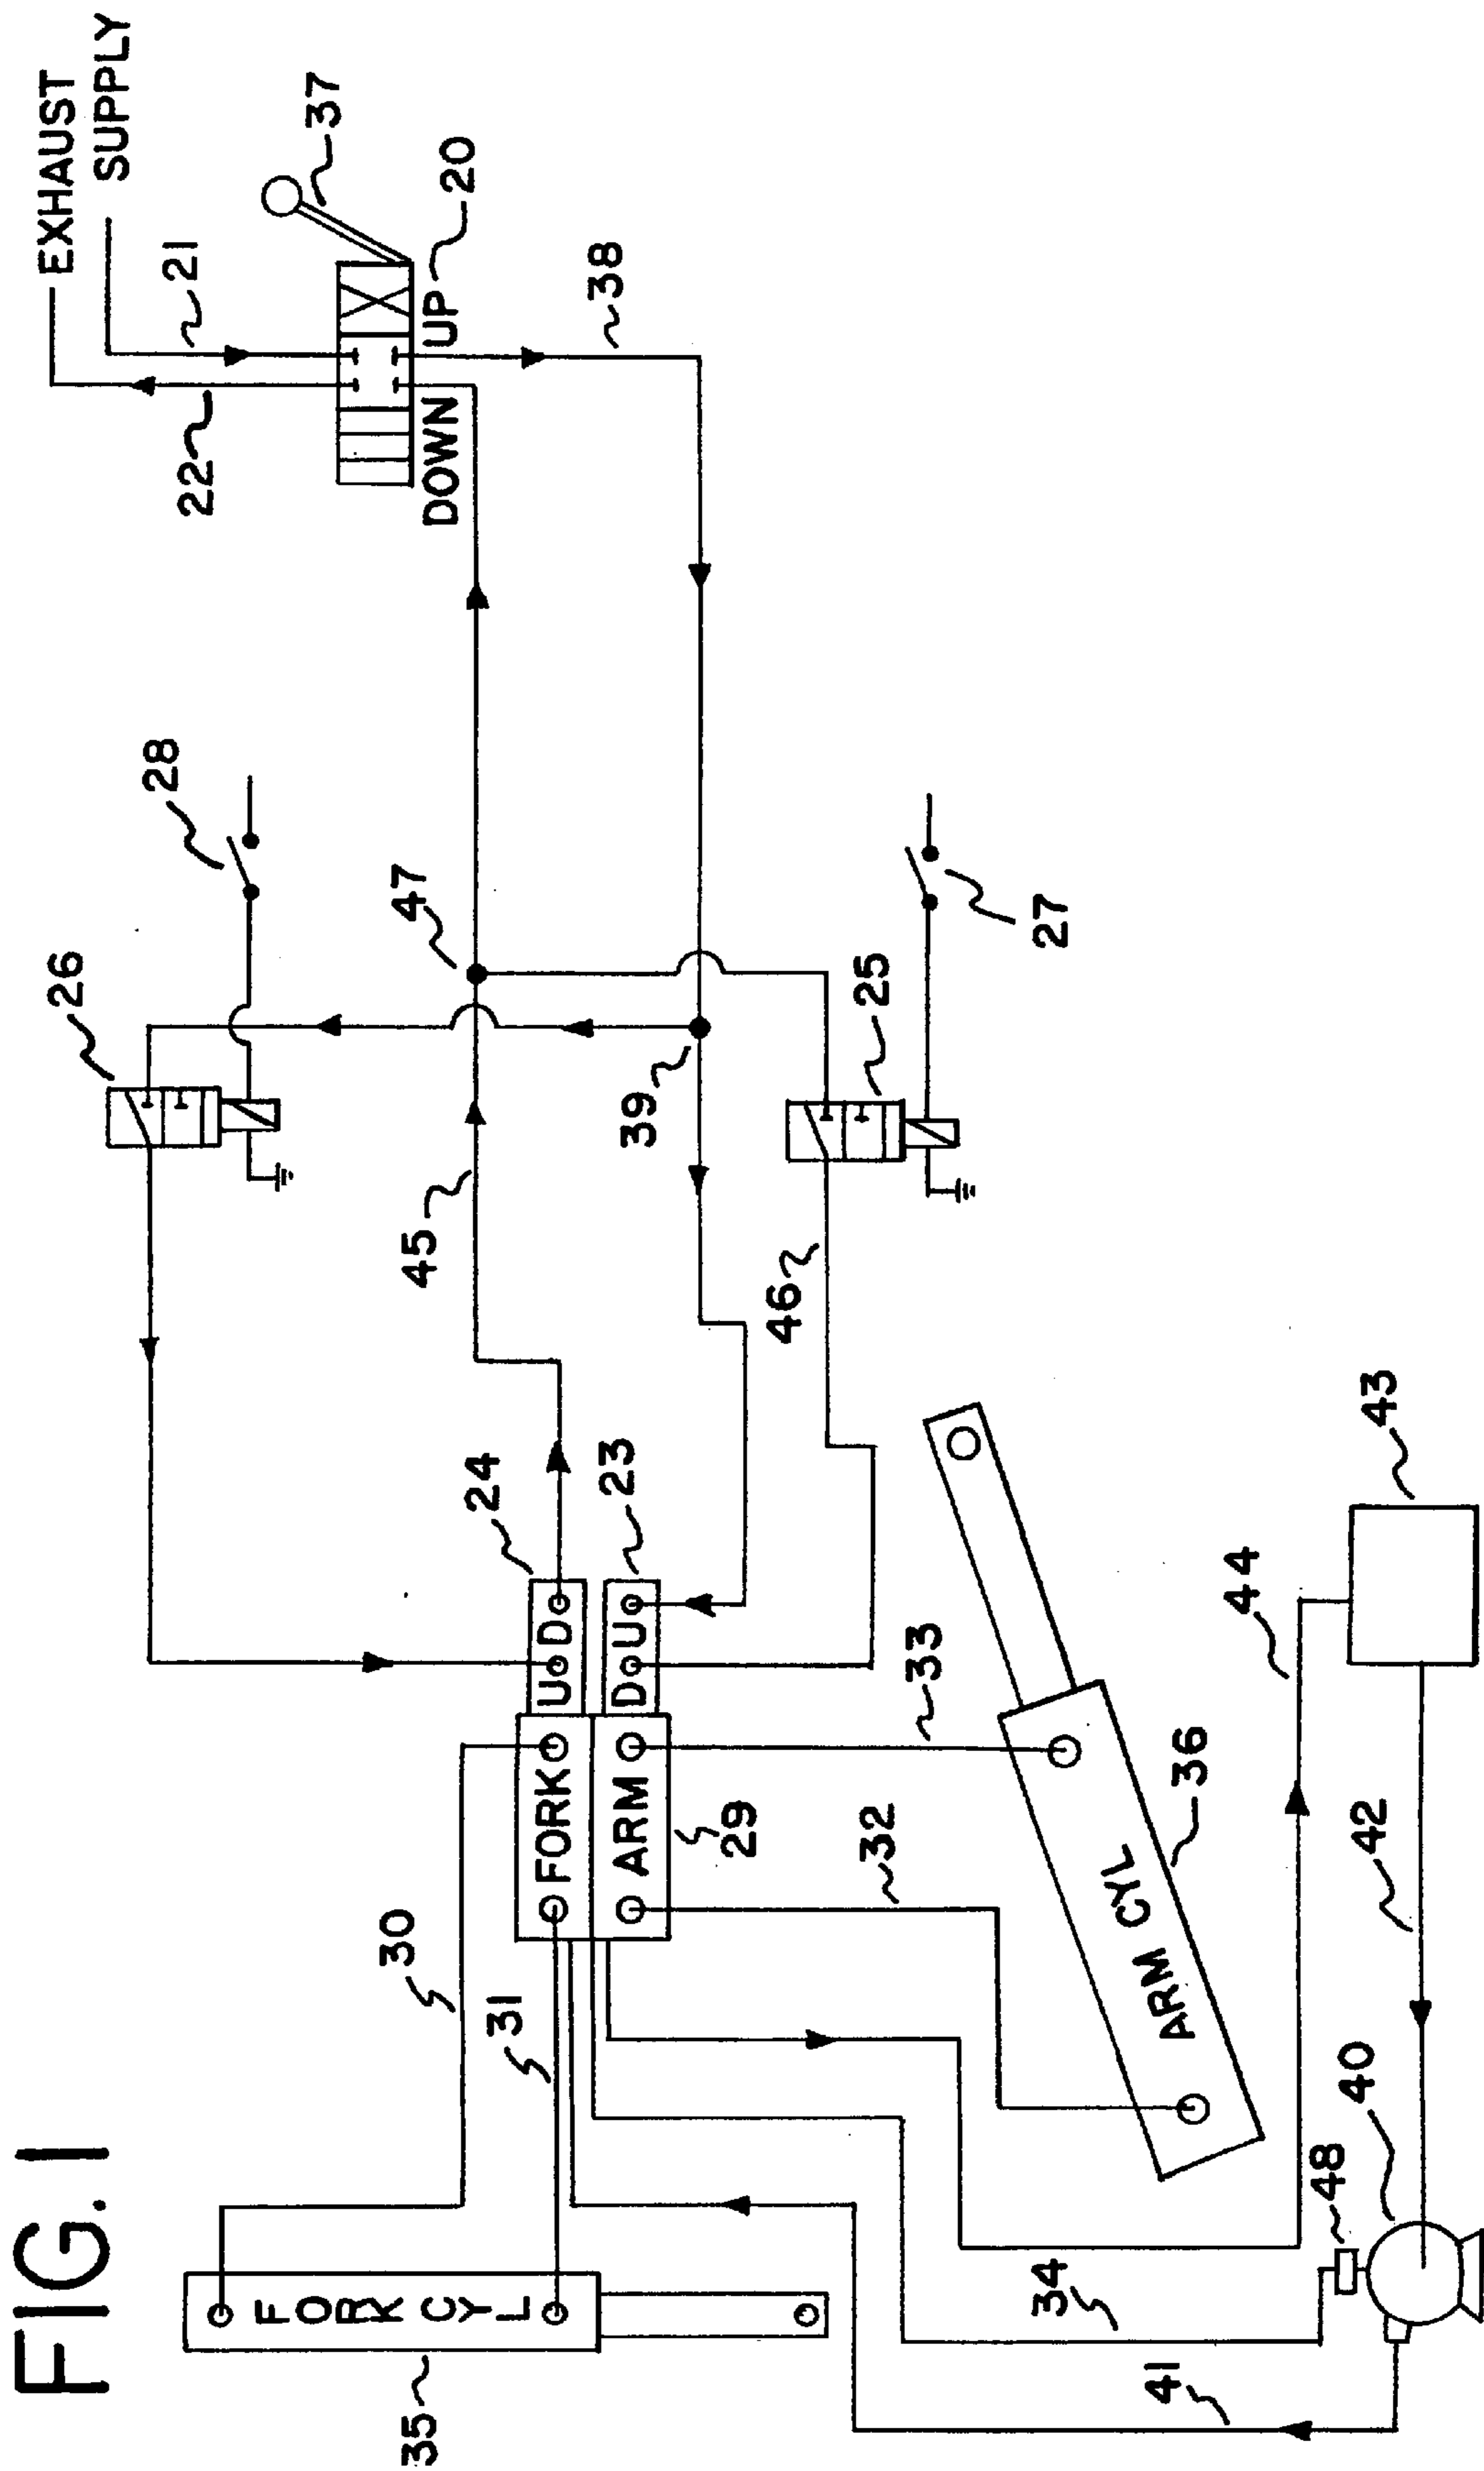 FIG. 1
EXHAUST
SUPPLY
21
22
37
20
UP
DOWN
38
28
26
47
39
45
25
27
46
24
23
U D
D U
FORK
ARM
29
30
31
32
33
FORK CYL
35
ARM CYL
36
34
41
48
40
42
44
43